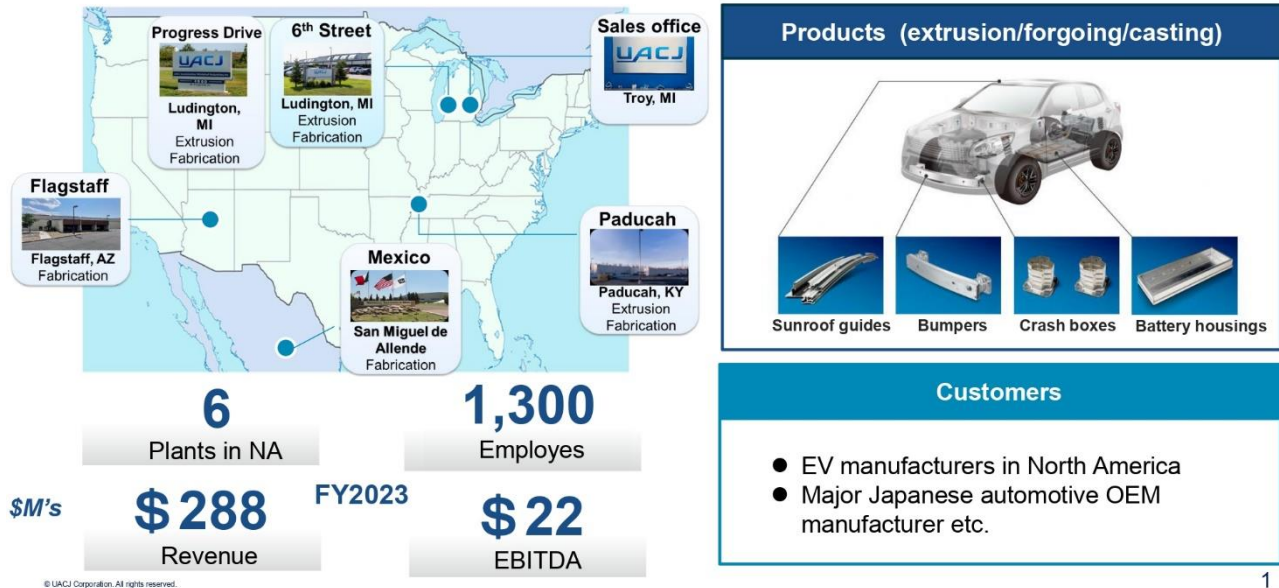 Progress Drive
UACJ
Ludington,
MI
Extrusion
Fabrication
6th Street
Ludington, MI
Extrusion
Fabrication
Sales office
UACJ
Troy, MI
Flagstaff
Flagstaff, AZ
Fabrication
Mexico
San Miguel de
Allende
Fabrication
Paducah
Paducah, KY
Extrusion
Fabrication
6
Plants in NA
1,300
Employes
$M's
$ 288
Revenue
FY2023
$ 22
EBITDA
Products (extrusion/forgoing/casting)
Sunroof guides
Bumpers
Crash boxes
Battery housings
Customers
● EV manufacturers in North America
● Major Japanese automotive OEM
manufacturer etc.
© UACJ Corporation. All rights reserved.
1